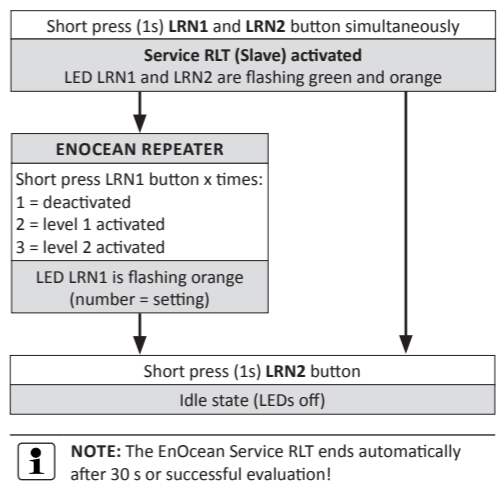 Short press (1s) LRN1 and LRN2 button simultaneously
Service RLT (Slave) activated
LED LRN1 and LRN2 are flashing green and orange
ENOCEAN REPEATER
Short press LRN1 button x times:
1 = deactivated
2 = level 1 activated
3 = level 2 activated
LED LRN1 is flashing orange
(number = setting)
Short press (1s) LRN2 button
Idle state (LEDs off)
i NOTE: The EnOcean Service RLT ends automatically
after 30 s or successful evaluation!